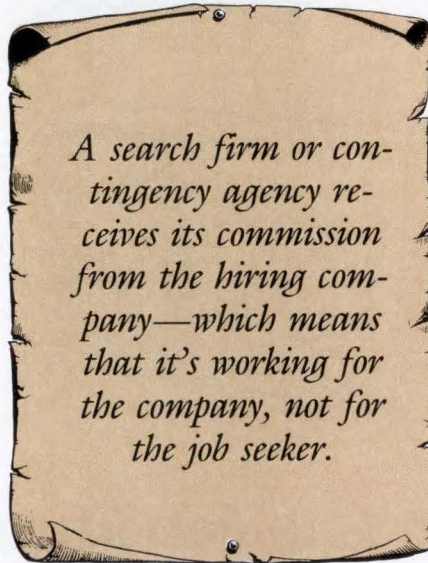 A search firm or con-
tingency agency re-
ceives its commission
from the hiring com-
pany—which means
that it's working for
the company, not for
the job seeker.